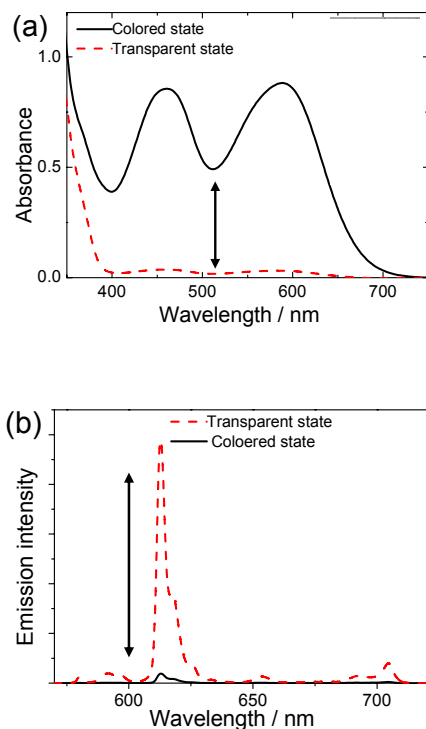 (a)
Colored state
Transparent state
1.0
0.5
0.0
Absorbance
400 500 600 700
Wavelength / nm
(b)
Transparent state
Coloered state
Emission intensity
600 650 700
Wavelength / nm